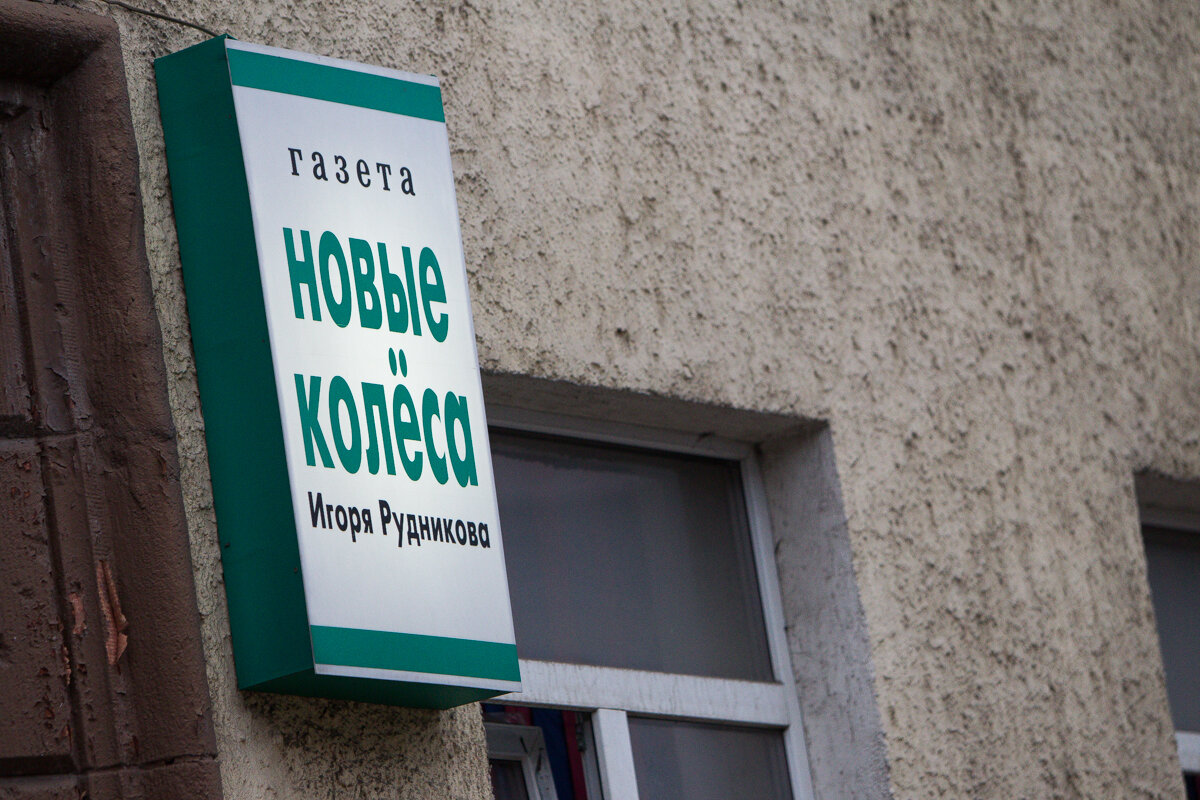 газета
новые
колёса
Игоря Рудникова